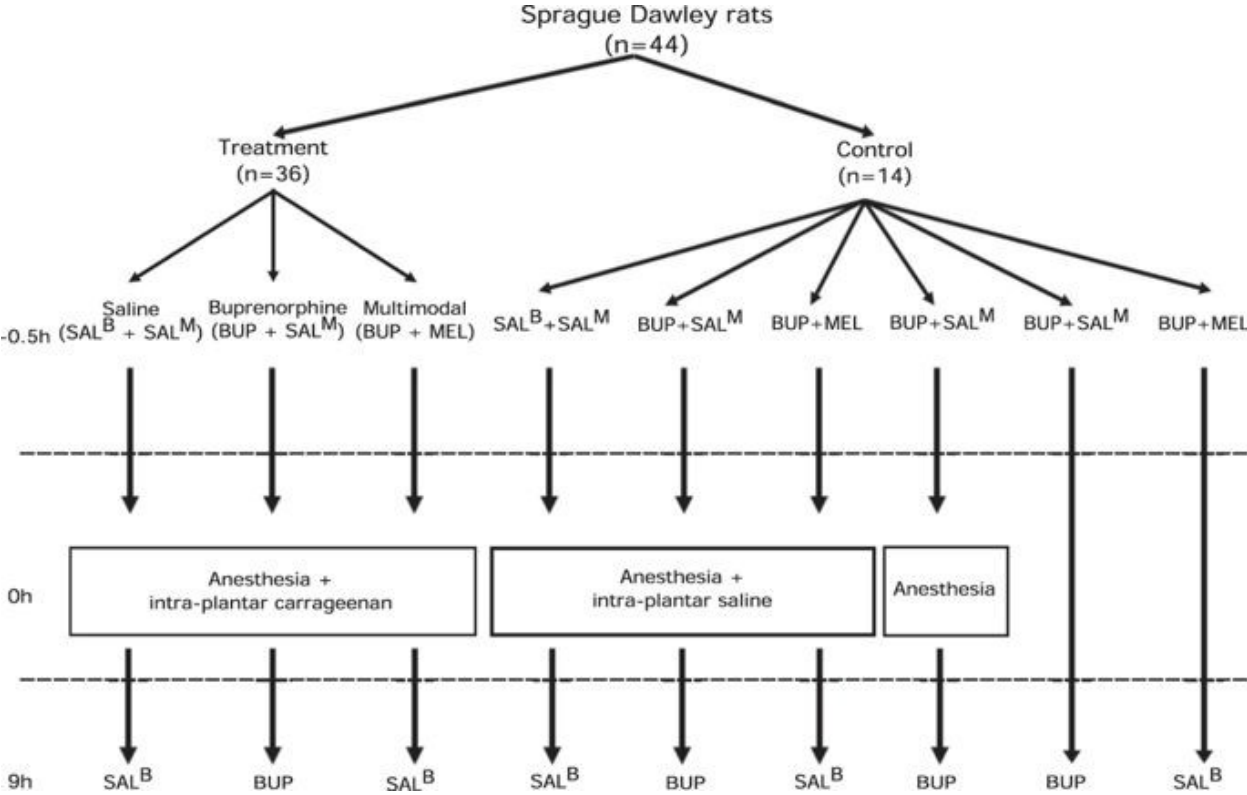 Sprague Dawley rats
(n=44)
Treatment
(n=36)
Control
(n=14)
-0.5h
Saline
(SAL^B + SAL^M)
Buprenorphine
(BUP + SAL^M)
Multimodal
(BUP + MEL)
SAL^B+SAL^M
BUP+SAL^M
BUP+MEL
BUP+SAL^M
BUP+SAL^M
BUP+MEL
0h
Anesthesia +
intra-plantar carrageenan
Anesthesia +
intra-plantar saline
Anesthesia
9h
SAL^B
BUP
SAL^B
SAL^B
BUP
SAL^B
BUP
BUP
SAL^B